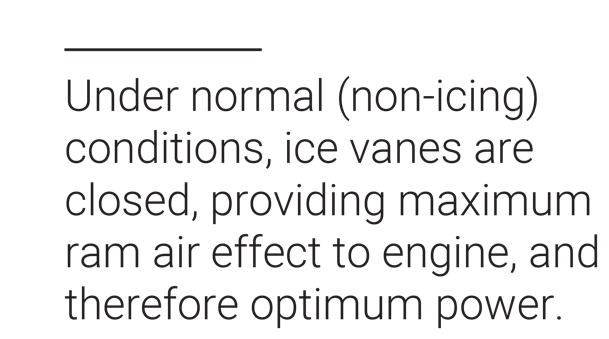 Under normal (non-icing)
conditions, ice vanes are
closed, providing maximum
ram air effect to engine, and
therefore optimum power.